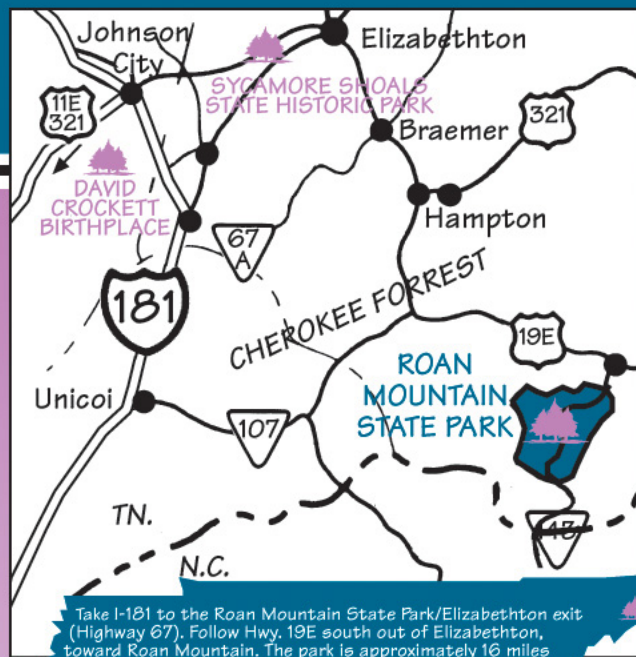 Johnson
City
Elizabethton
11E
321
SYCAMORE SHOALS
STATE HISTORIC PARK
321
Braemer
DAVID
CROCKETT
BIRTHPLACE
Hampton
67
A
181
CHEROKEE FORREST
19E
ROAN
MOUNTAIN
STATE PARK
Unicoi
107
TN.
N.C.
Take I-181 to the Roan Mountain State Park/Elizabethton exit
(Highway 67). Follow Hwy. 19E south out of Elizabethton,
toward Roan Mountain. The park is approximately 16 miles